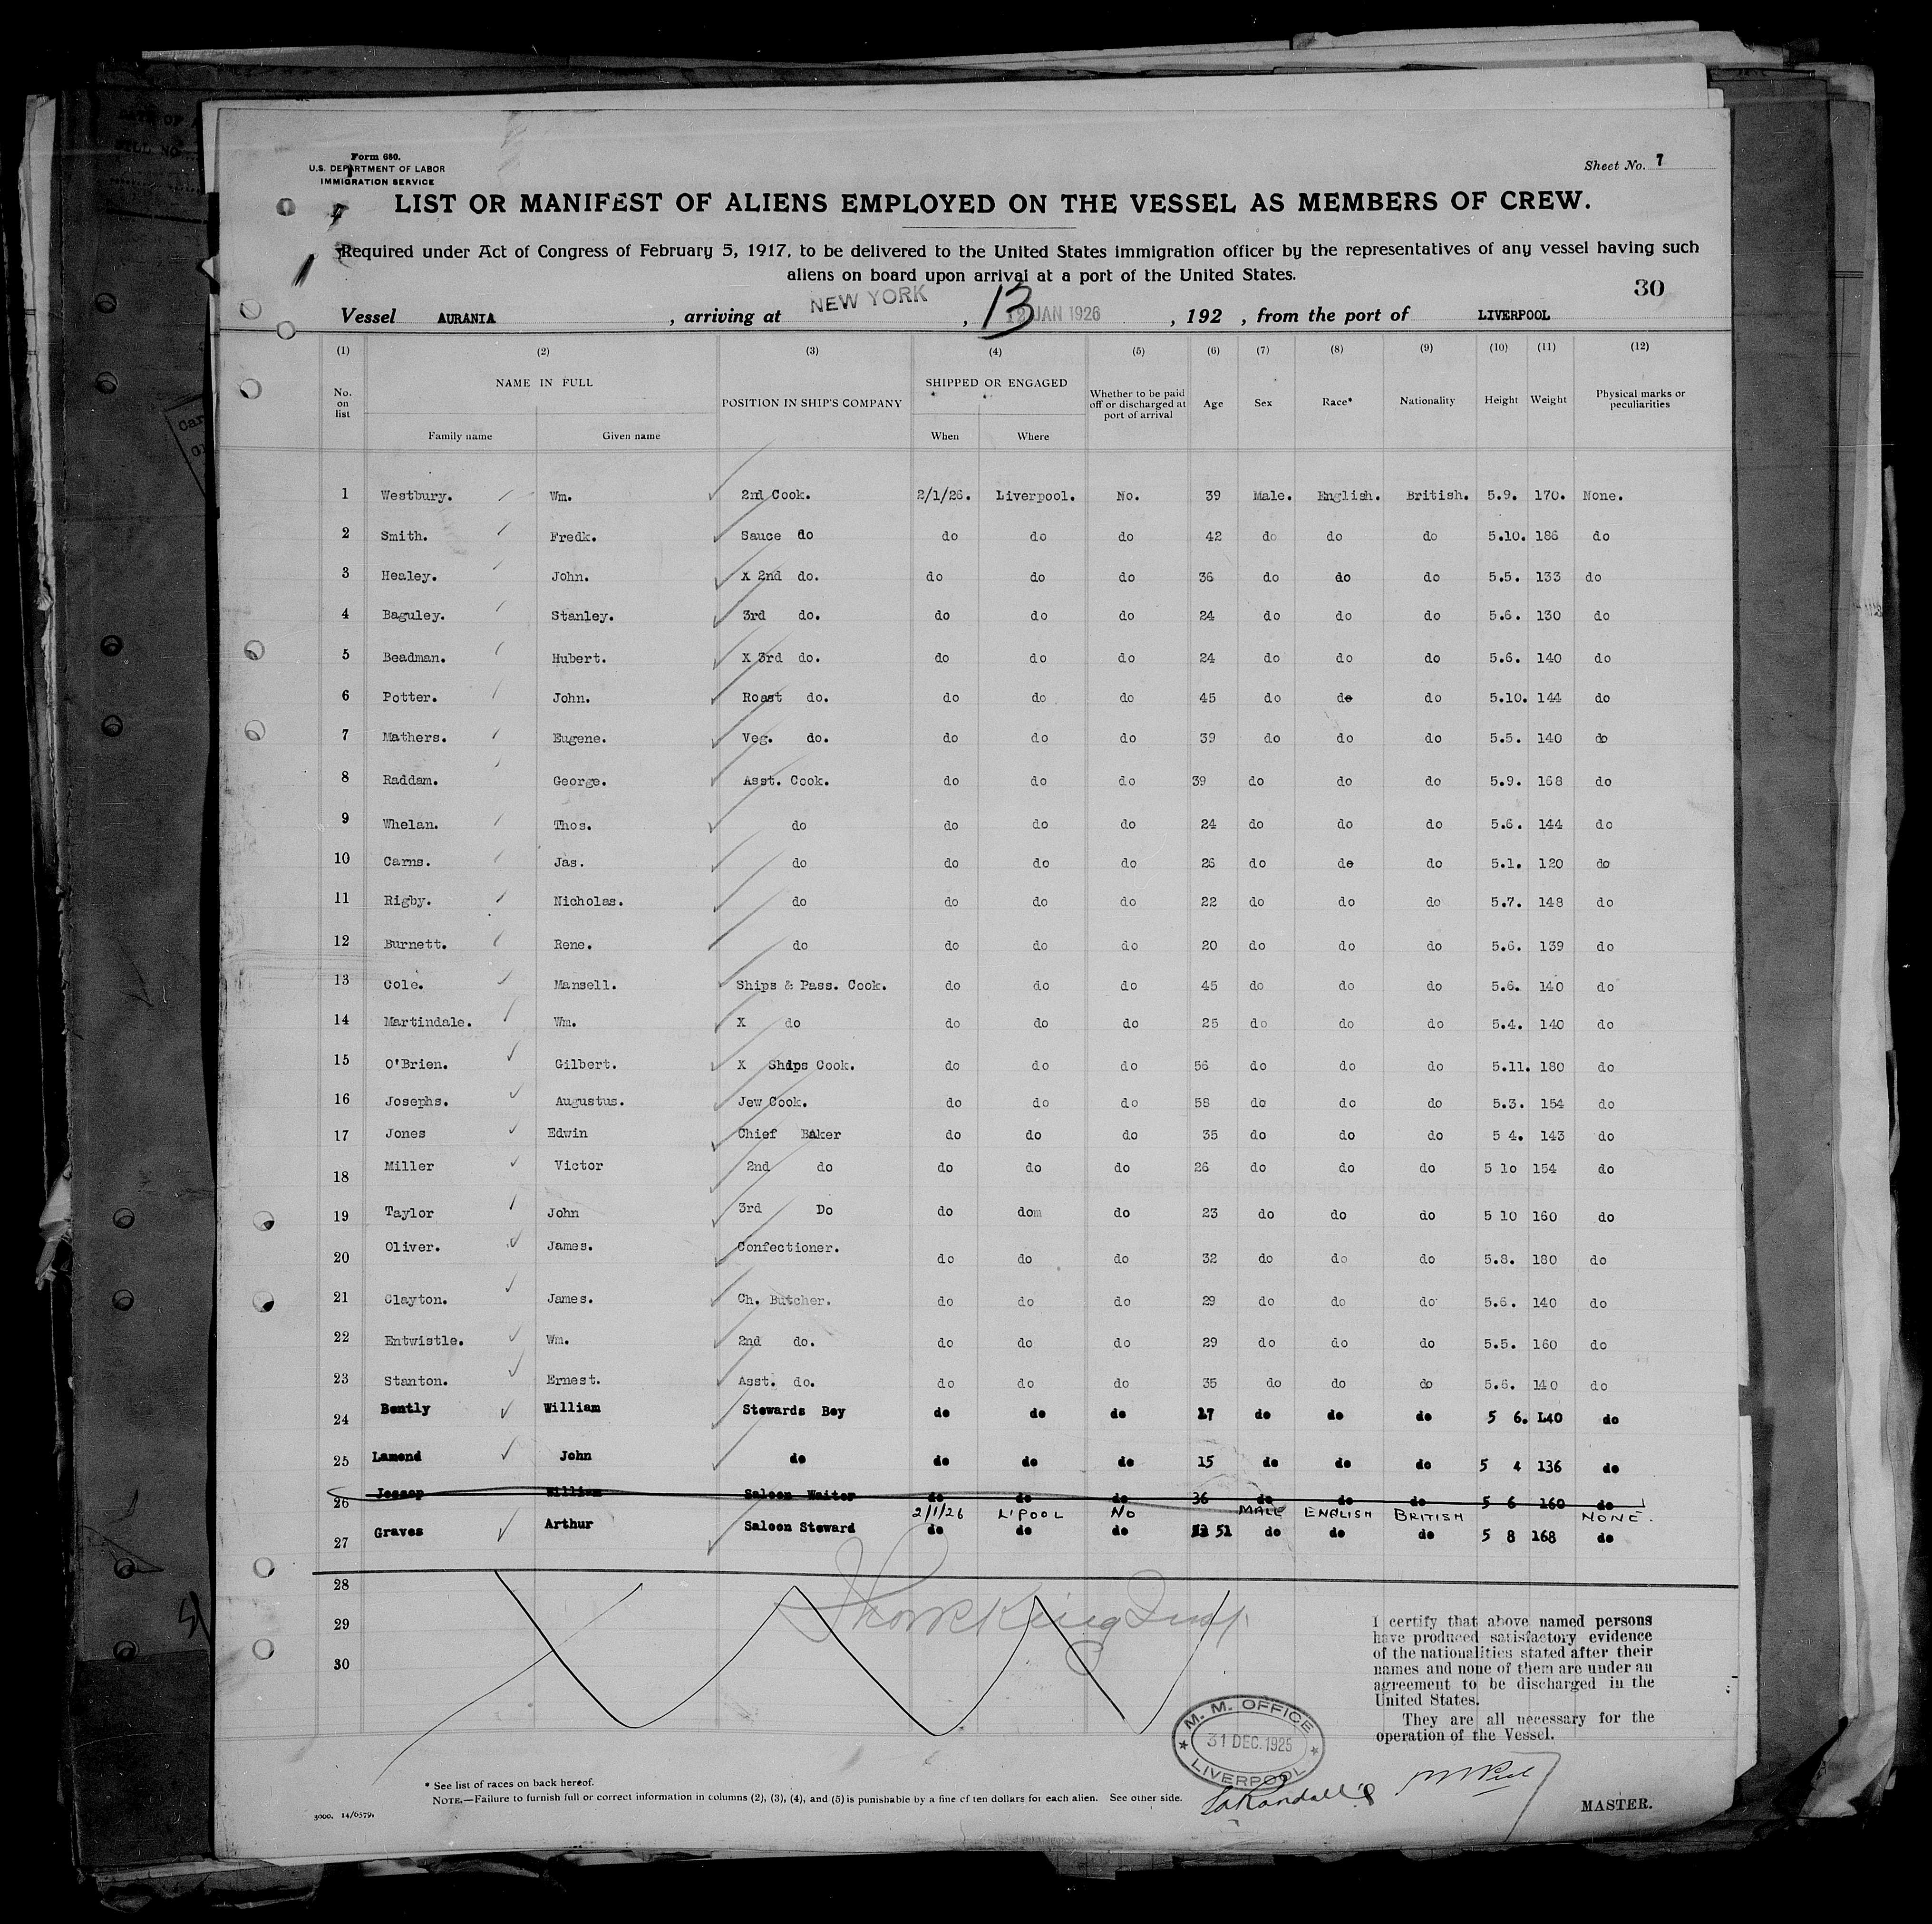 Form 680.
U.S. DEPARTMENT OF LABOR
IMMIGRATION SERVICE
Sheet No. 7
LIST OR MANIFEST OF ALIENS EMPLOYED ON THE VESSEL AS MEMBERS OF CREW.
Required under Act of Congress of February 5, 1917, to be delivered to the United States immigration officer by the representatives of any vessel having such
aliens on board upon arrival at a port of the United States.
30
Vessel AURANIA , arriving at NEW YORK , 13 JAN 1926 , 192 , from the port of LIVERPOOL
(1) (2) (3) (4) (5) (6) (7) (8) (9) (10) (11) (12)
No. on list NAME IN FULL POSITION IN SHIP'S COMPANY SHIPPED OR ENGAGED Whether to be paid off or discharged at port of arrival Age Sex Race* Nationality Height Weight Physical marks or peculiarities
Family name Given name When Where
1 Westbury. Wm. 2nd Cook. 2/1/26. Liverpool. No. 39 Male. English. British. 5.9. 170. None.
2 Smith. Fredk. Sauce do do do do 42 do do do 5.10. 186 do
3 Healey. John. X 2nd do. do do do 36 do do do 5.5. 133 do
4 Baguley. Stanley. 3rd do. do do do 24 do do do 5.6. 130 do
5 Beadman. Hubert. X 3rd do. do do do 24 do do do 5.6. 140 do
6 Potter. John. Roast do. do do do 45 do do do 5.10. 144 do
7 Mathers. Eugene. Veg. do. do do do 39 do do do 5.5. 140 do
8 Raddam. George. Asst. Cook. do do do 39 do do do 5.9. 168 do
9 Whelan. Thos. do do do do 24 do do do 5.6. 144 do
10 Carns. Jas. do do do do 26 do do do 5.1. 120 do
11 Rigby. Nicholas. do do do do 22 do do do 5.7. 148 do
12 Burnett. Rene. do do do do 20 do do do 5.6. 139 do
13 Cole. Mansell. Ships & Pass. Cook. do do do 45 do do do 5.6. 140 do
14 Martindale. Wm. X do do do do 25 do do do 5.4. 140 do
15 O'Brien. Gilbert. X Ships Cook. do do do 56 do do do 5.11. 180 do
16 Josephs. Augustus. Jew Cook. do do do 58 do do do 5.3. 154 do
17 Jones Edwin Chief BAker do do do 35 do do do 5 4. 143 do
18 Miller Victor 2nd do do do do 26 do do do 5 10 154 do
19 Taylor John 3rd Do do dom do 23 do do do 5 10 160 do
20 Oliver. James. Confectioner. do do do 32 do do do 5.8. 180 do
21 Clayton. James. Ch. Butcher. do do do 29 do do do 5.6. 140 do
22 Entwistle. Wm. 2nd do. do do do 29 do do do 5.5. 160 do
23 Stanton. Ernest. Asst. do. do do do 35 do do do 5.6. 140 do
24 Bently William Stewards Boy do do do 17 do do do 5 6. 140 do
25 Lamond John do do do do 15 do do do 5 4 136 do
26 Jessop William Saloon Waiter do do do 36 do do do 5 6 160 do
2/1/26 L'POOL NO MALE ENGLISH BRITISH NONE.
27 Graves Arthur Saloon Steward do do do 51 do do do 5 8 168 do
28
29
30
I certify that above named persons
have produced satisfactory evidence
of the nationalities stated after their
names and none of them are under an
agreement to be discharged in the
United States.
They are all necessary for the
operation of the Vessel.
M. M. OFFICE
31 DEC. 1925
LIVERPOOL
MASTER.
* See list of races on back hereof.
NOTE.—Failure to furnish full or correct information in columns (2), (3), (4), and (5) is punishable by a fine of ten dollars for each alien. See other side.
3000. 14/6579.